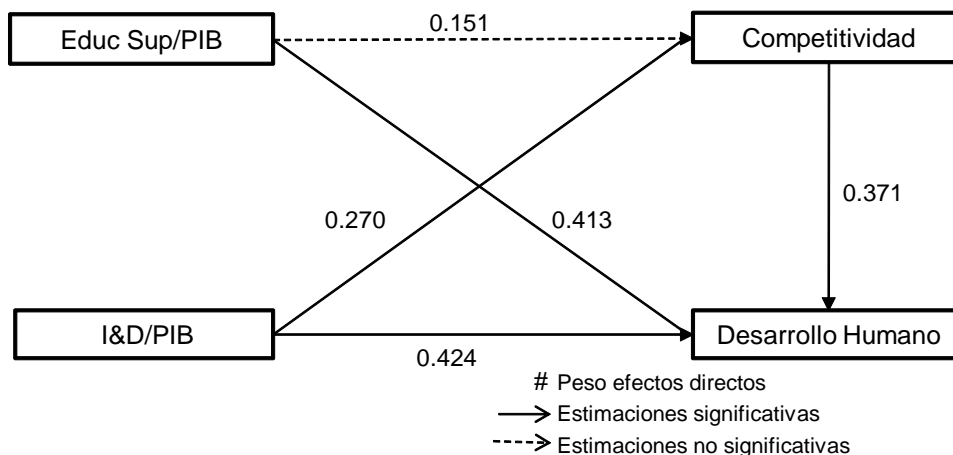 Educ Sup/PIB
0.151
Competitividad
0.270
0.413
0.371
I&D/PIB
0.424
Desarrollo Humano
# Peso efectos directos
Estimaciones significativas
Estimaciones no significativas